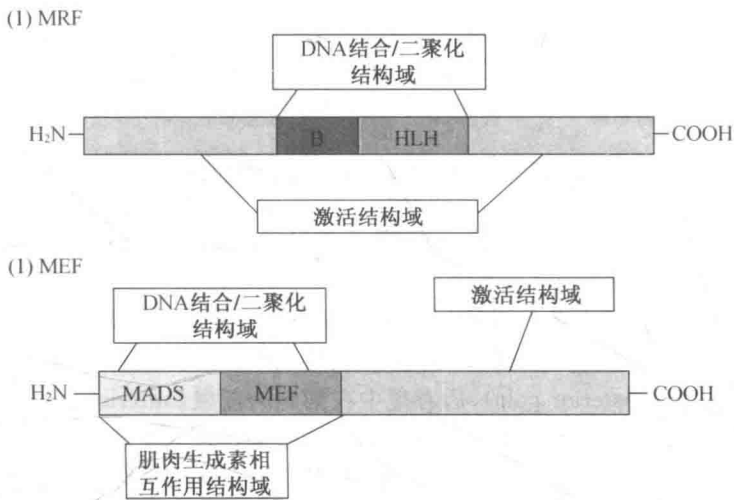 (1) MRF
DNA结合/二聚化
结构域
H₂N
B
HLH
COOH
激活结构域
(1) MEF
DNA结合/二聚化
结构域
激活结构域
H₂N
MADS
MEF
COOH
肌肉生成素相
互作用结构域